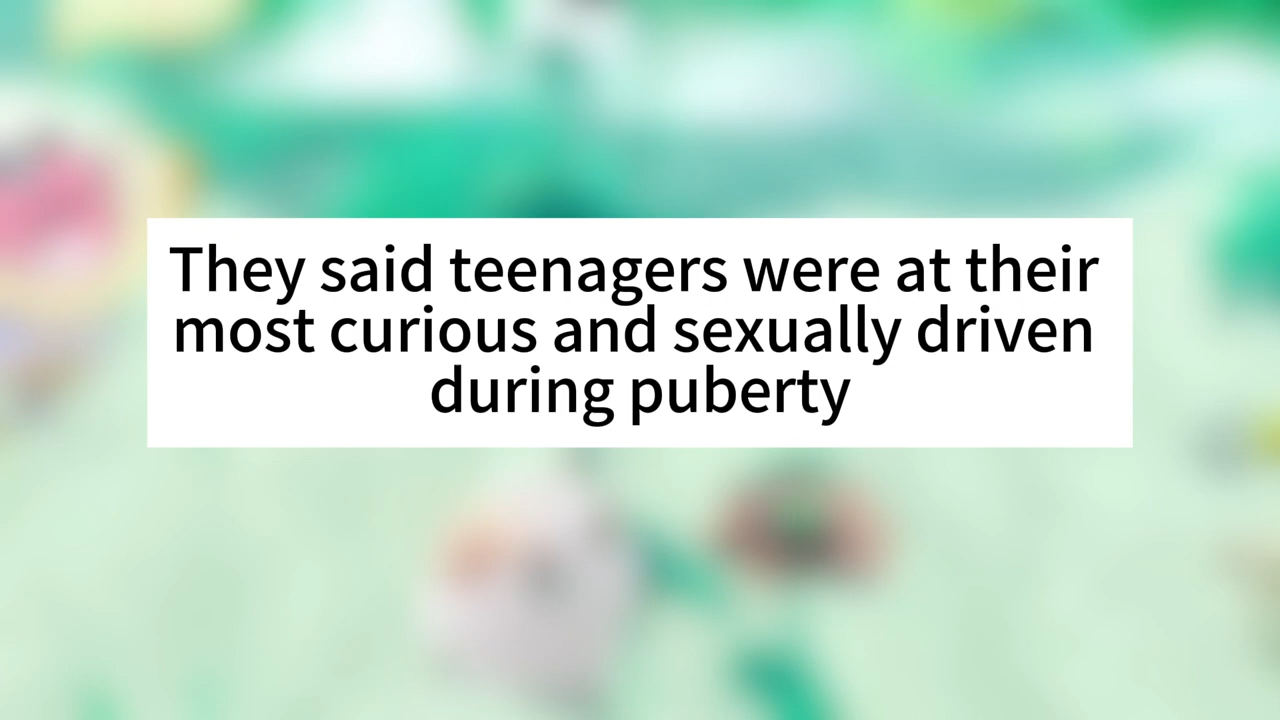 They said teenagers were at their
most curious and sexually driven
during puberty